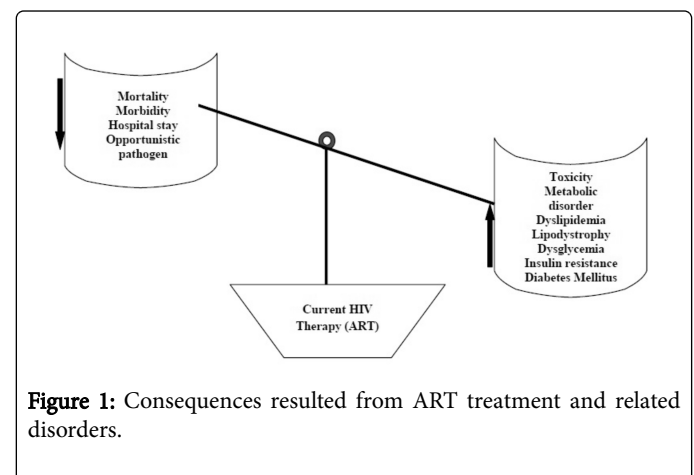 Mortality
Morbidity
Hospital stay
Opportunistic
pathogen
Toxicity
Metabolic
disorder
Dyslipidemia
Lipodystrophy
Dysglycemia
Insulin resistance
Diabetes Mellitus
Current HIV
Therapy (ART)
Figure 1: Consequences resulted from ART treatment and related
disorders.